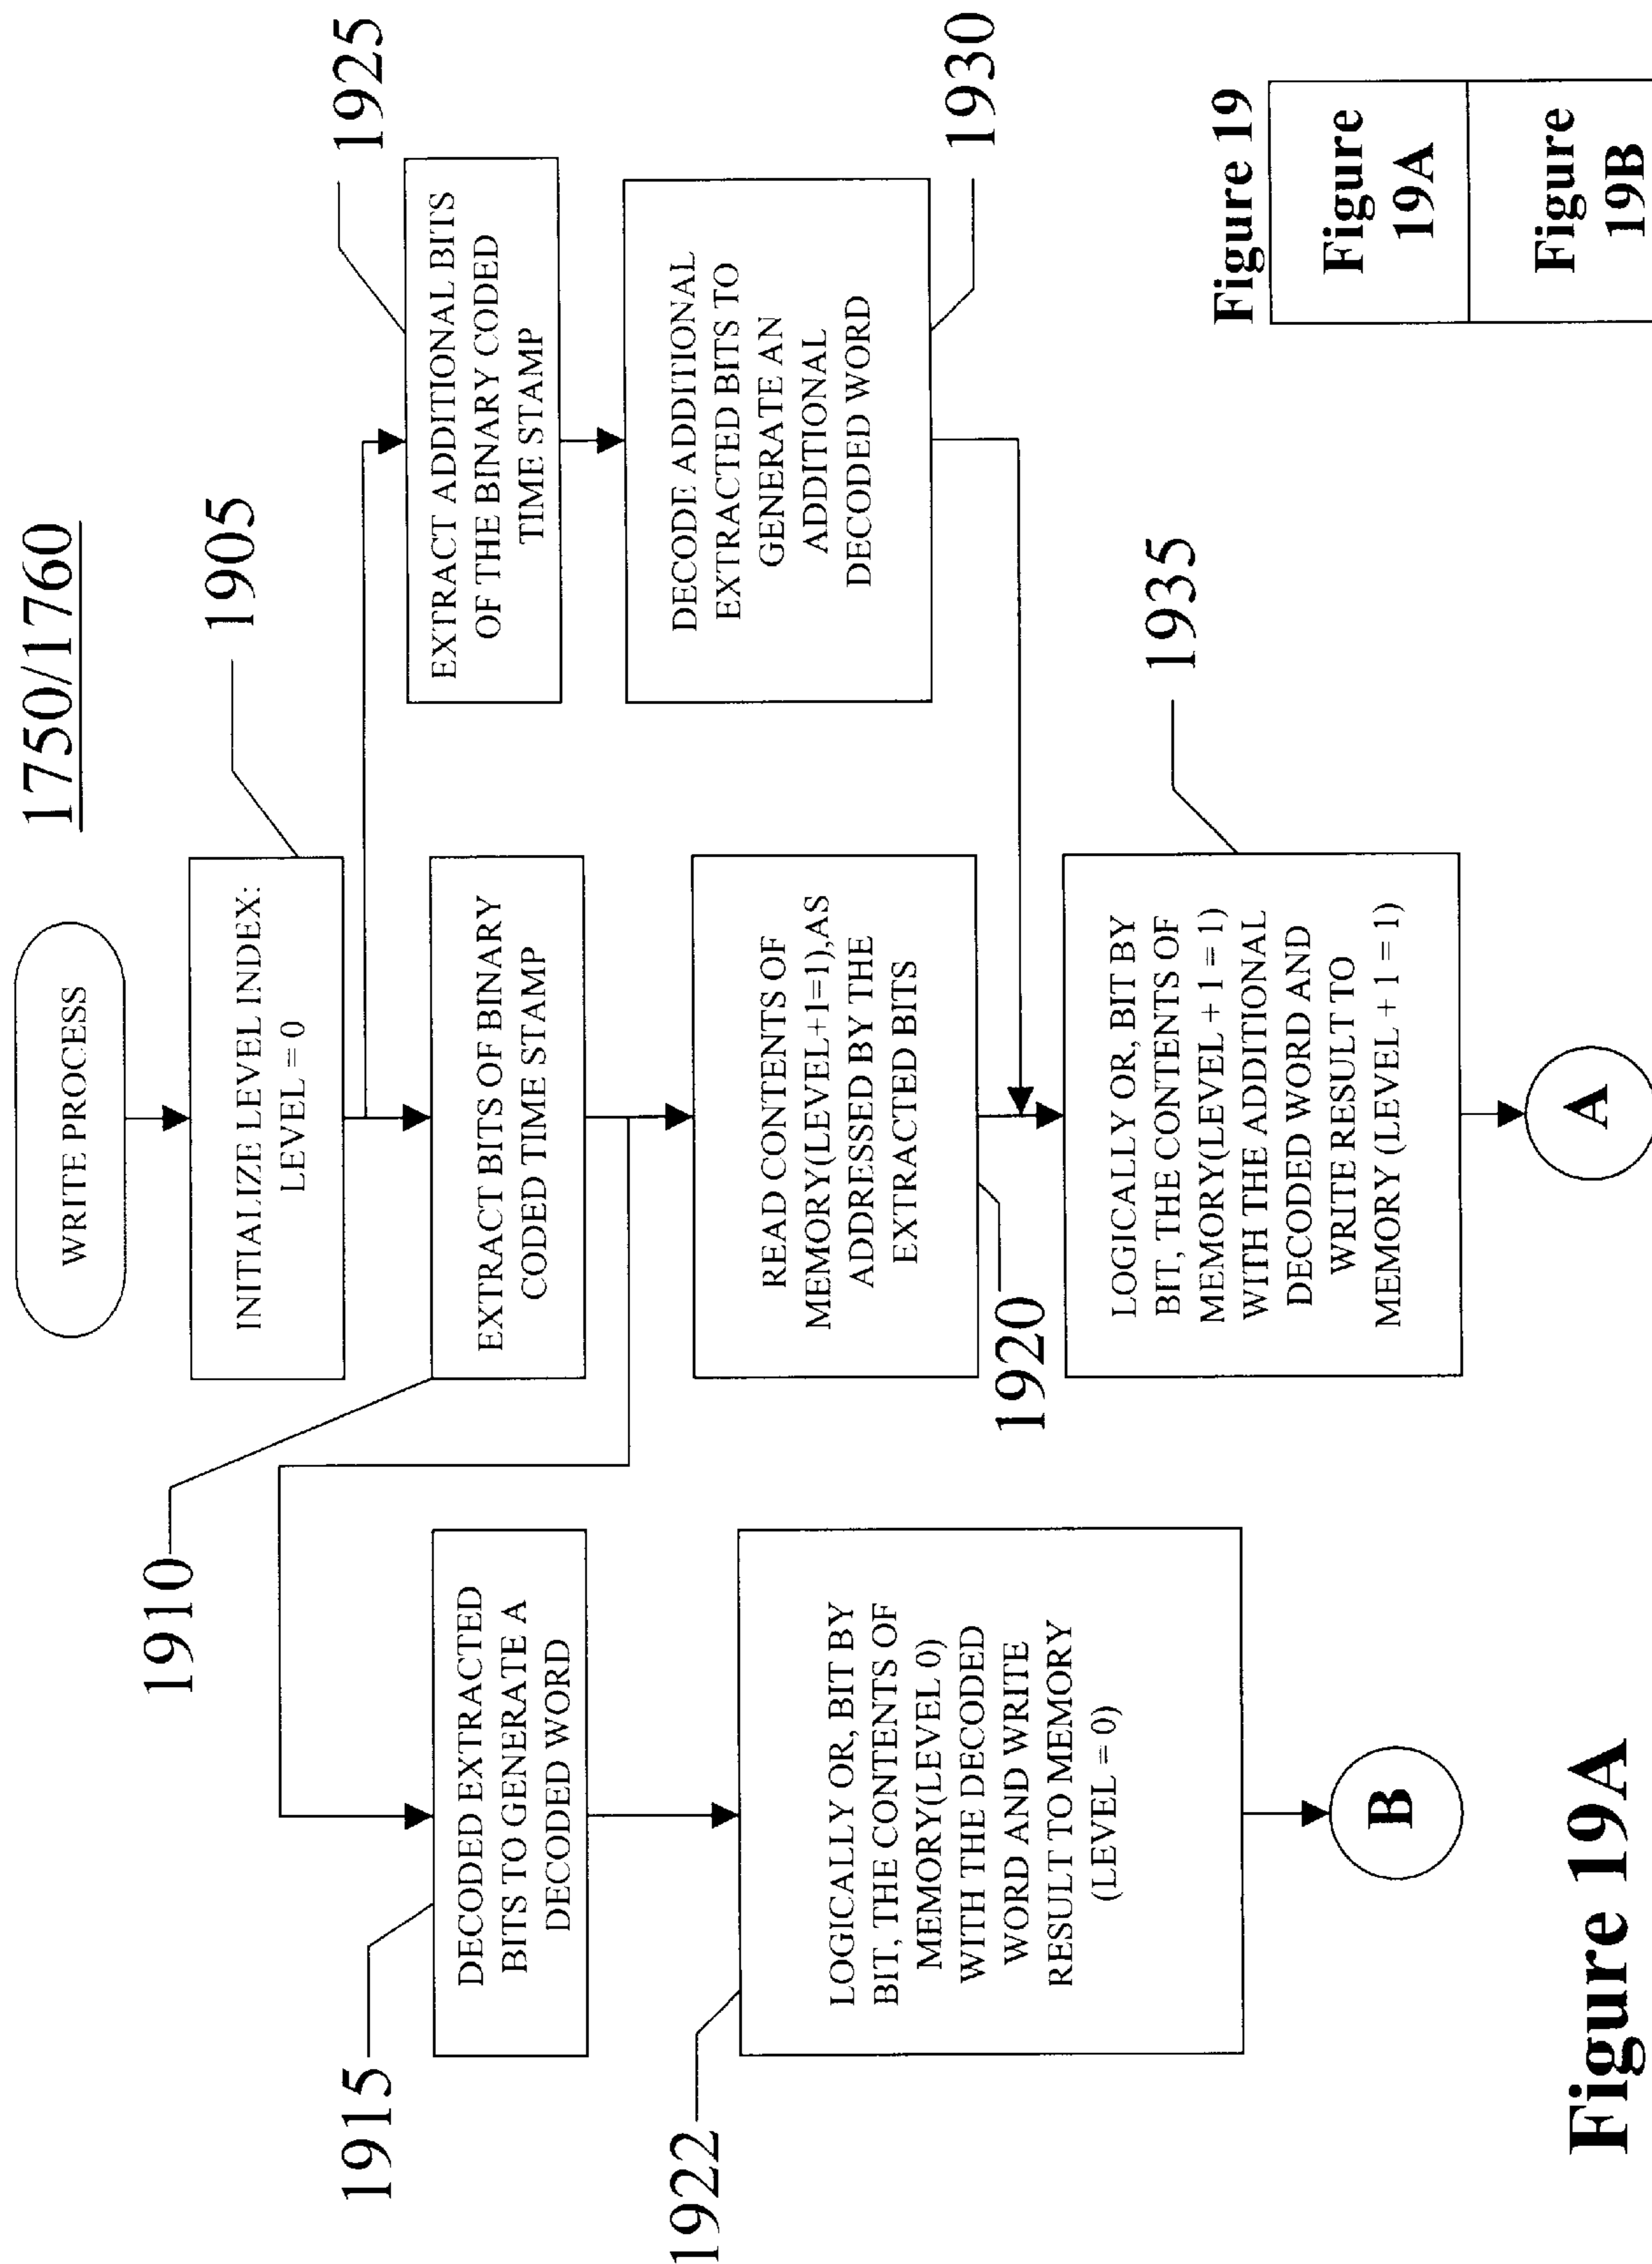 1750/1760
WRITE PROCESS
1905
INITIALIZE LEVEL INDEX:
LEVEL = 0
1910
EXTRACT BITS OF BINARY
CODED TIME STAMP
1925
EXTRACT ADDITIONAL BITS
OF THE BINARY CODED
TIME STAMP
1915
DECODED EXTRACTED
BITS TO GENERATE A
DECODED WORD
READ CONTENTS OF
MEMORY(LEVEL+1=1),AS
ADDRESSED BY THE
EXTRACTED BITS
1920
DECODE ADDITIONAL
EXTRACTED BITS TO
GENERATE AN
ADDITIONAL
DECODED WORD
1930
1922
LOGICALLY OR, BIT BY
BIT, THE CONTENTS OF
MEMORY(LEVEL 0)
WITH THE DECODED
WORD AND WRITE
RESULT TO MEMORY
(LEVEL = 0)
1935
LOGICALLY OR, BIT BY
BIT, THE CONTENTS OF
MEMORY(LEVEL + 1 = 1)
WITH THE ADDITIONAL
DECODED WORD AND
WRITE RESULT TO
MEMORY (LEVEL + 1 = 1)
B
A
Figure 19
Figure
19A
Figure
19B
Figure 19A